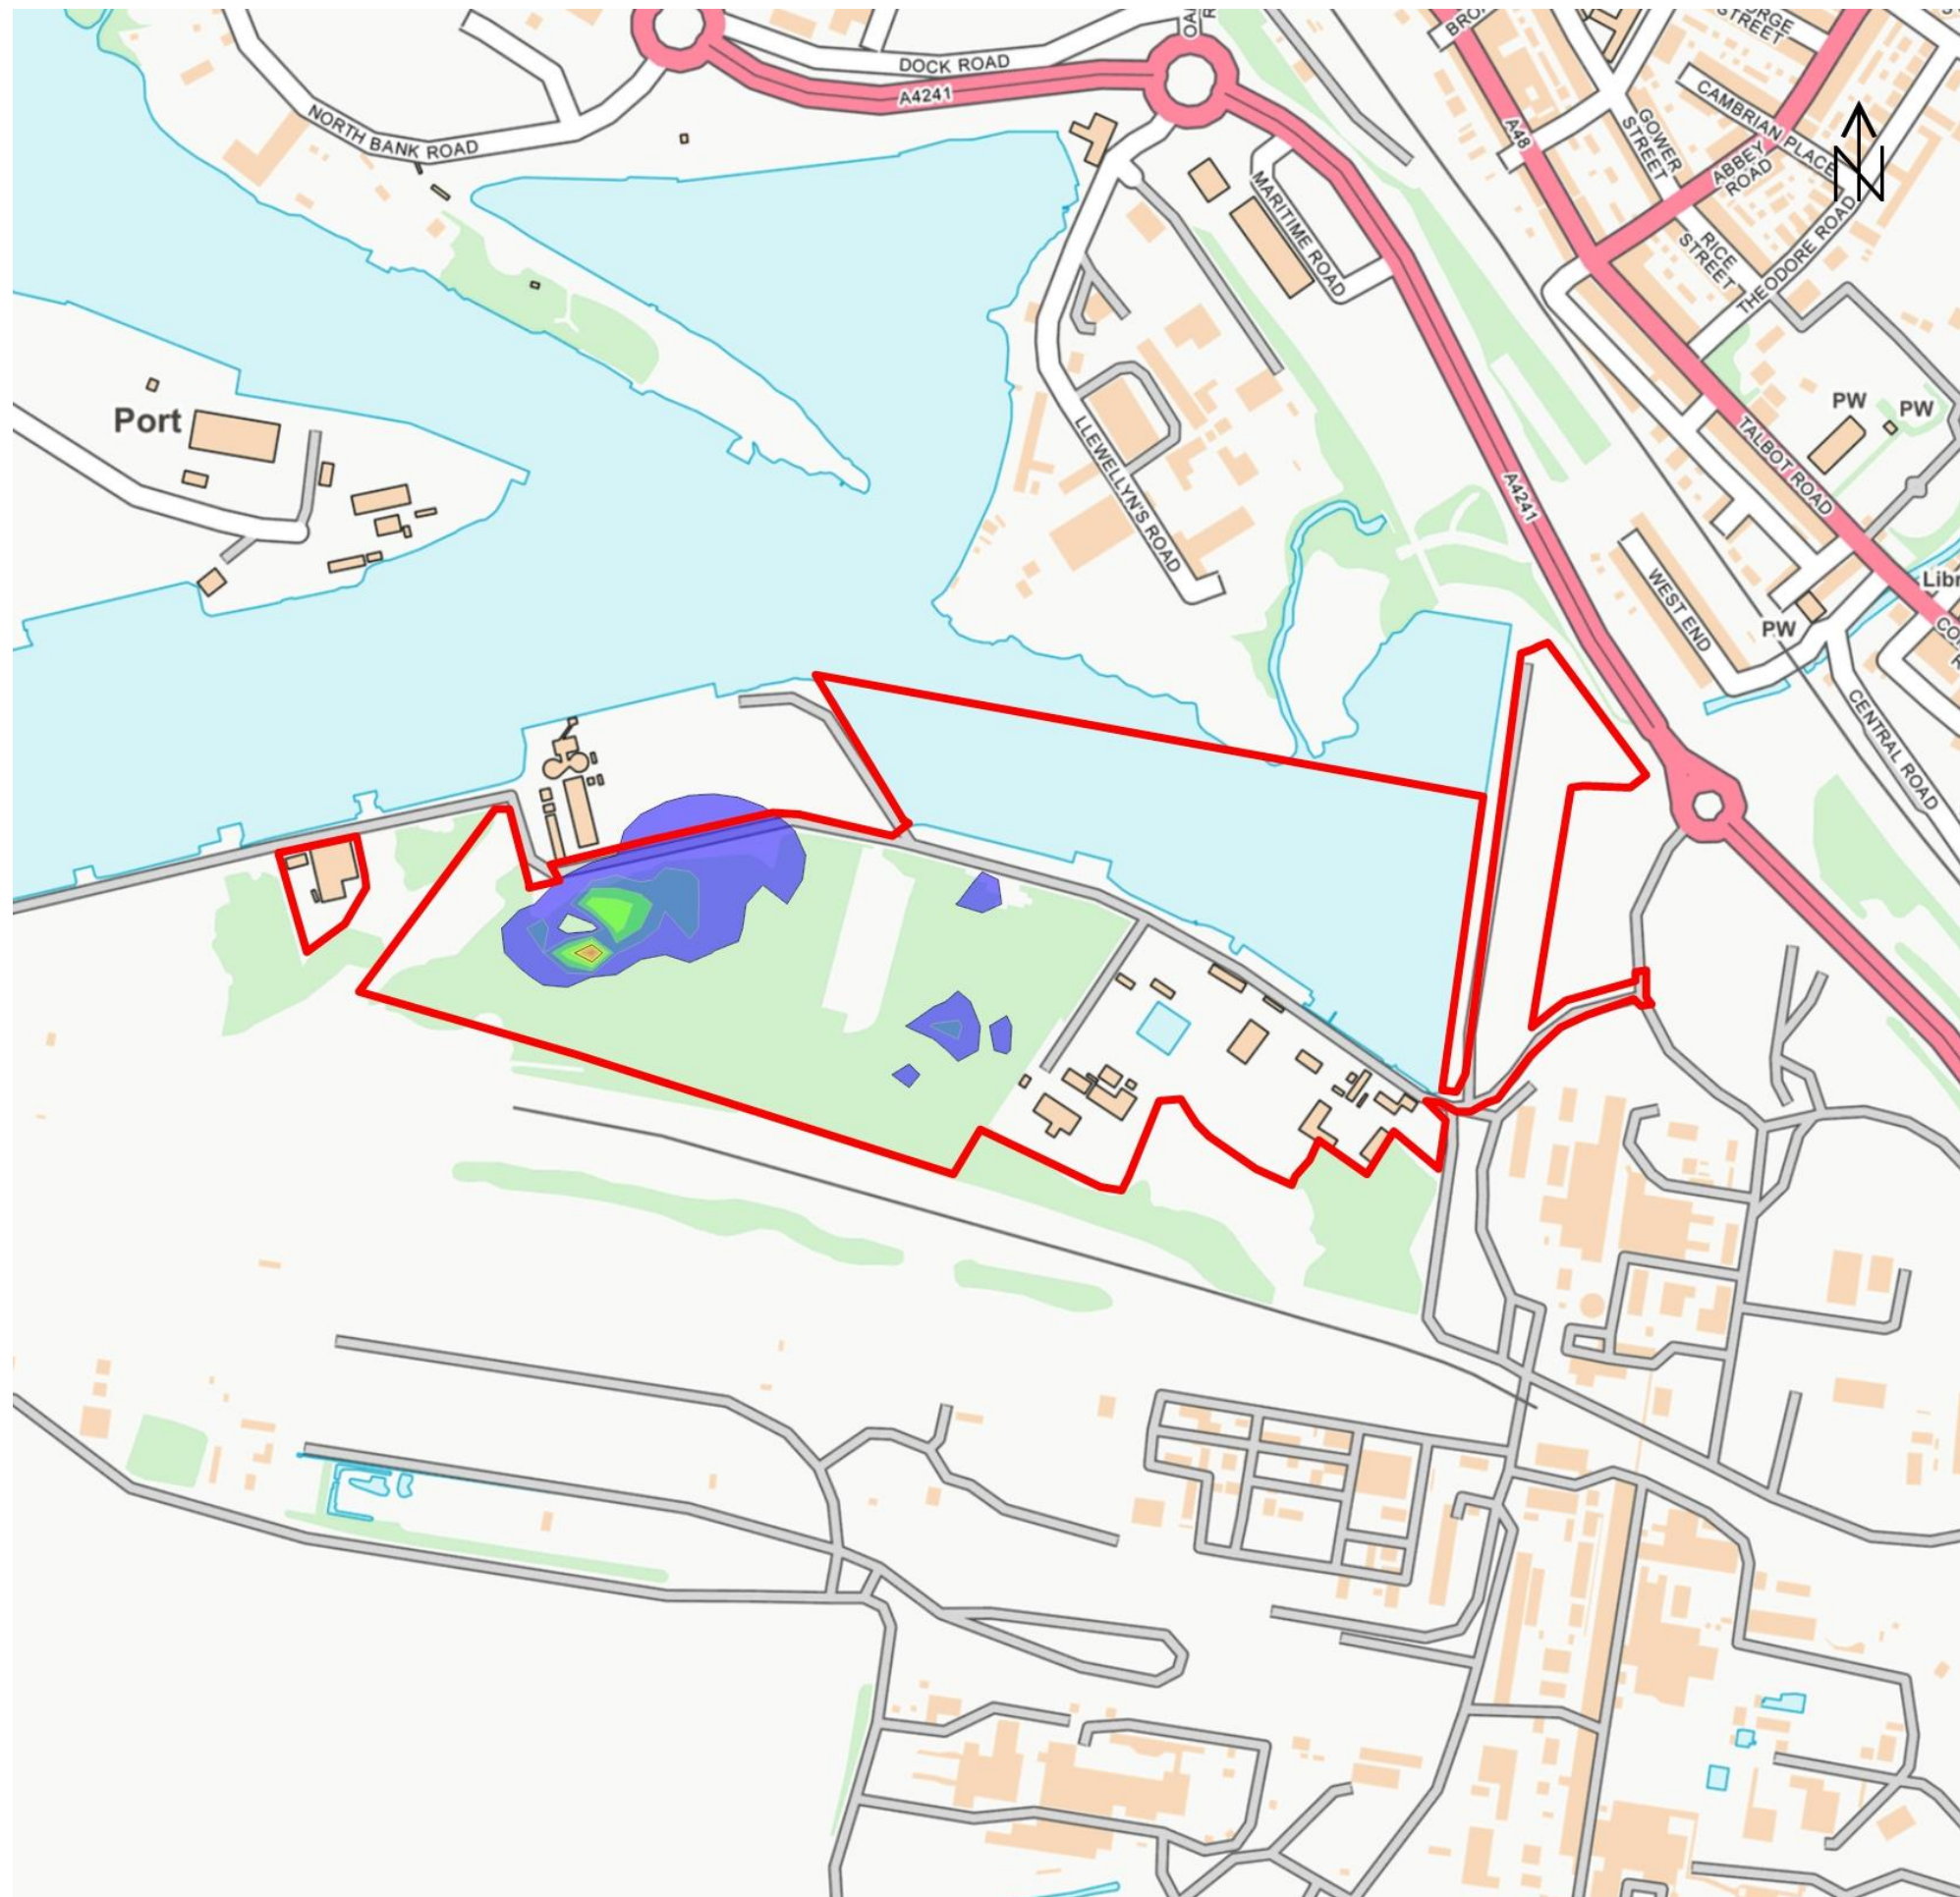 DOCK ROAD
A4241
NORTH BANK ROAD
A48
GOWER
STREET
CAMBRIAN PLACE
STREET
ABBEY
ROAD
N
RICE
STREET
THEODORE ROAD
MARITIME ROAD
Port
LLEWELLYN'S ROAD
A4241
TALBOT ROAD
PW
PW
WEST END
PW
CENTRAL ROAD